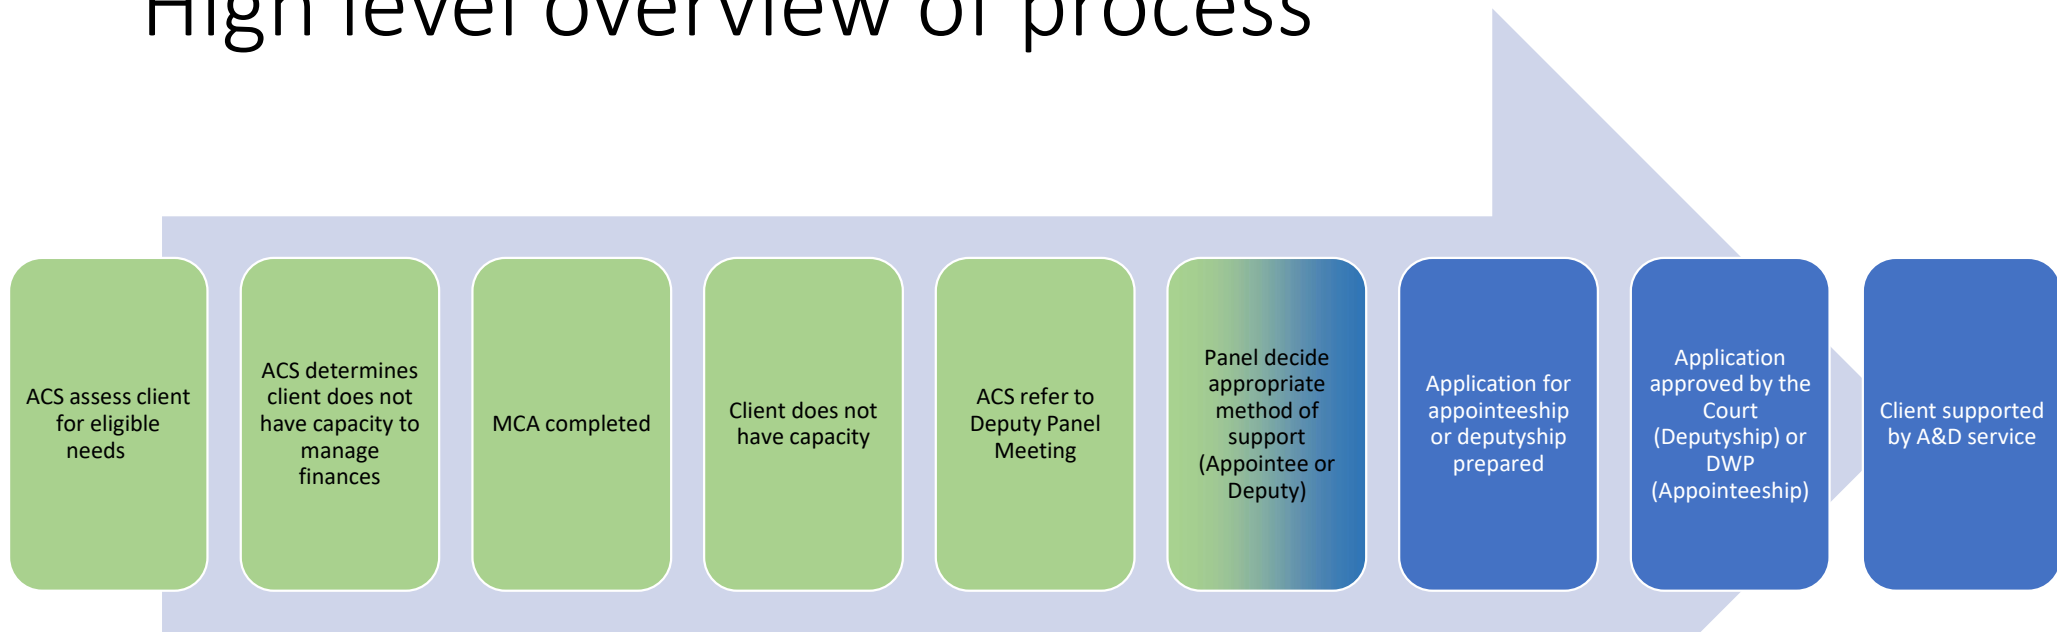 High level overview of process
ACS assess client
for eligible
needs
ACS determines
client does not
have capacity to
manage
finances
MCA completed
Client does not
have capacity
ACS refer to
Deputy Panel
Meeting
Panel decide
appropriate
method of
support
(Appointee or
Deputy)
Application for
appointeeship
or deputyship
prepared
Application
approved by the
Court
(Deputyship) or
DWP
(Appointeeship)
Client supported
by A&D service